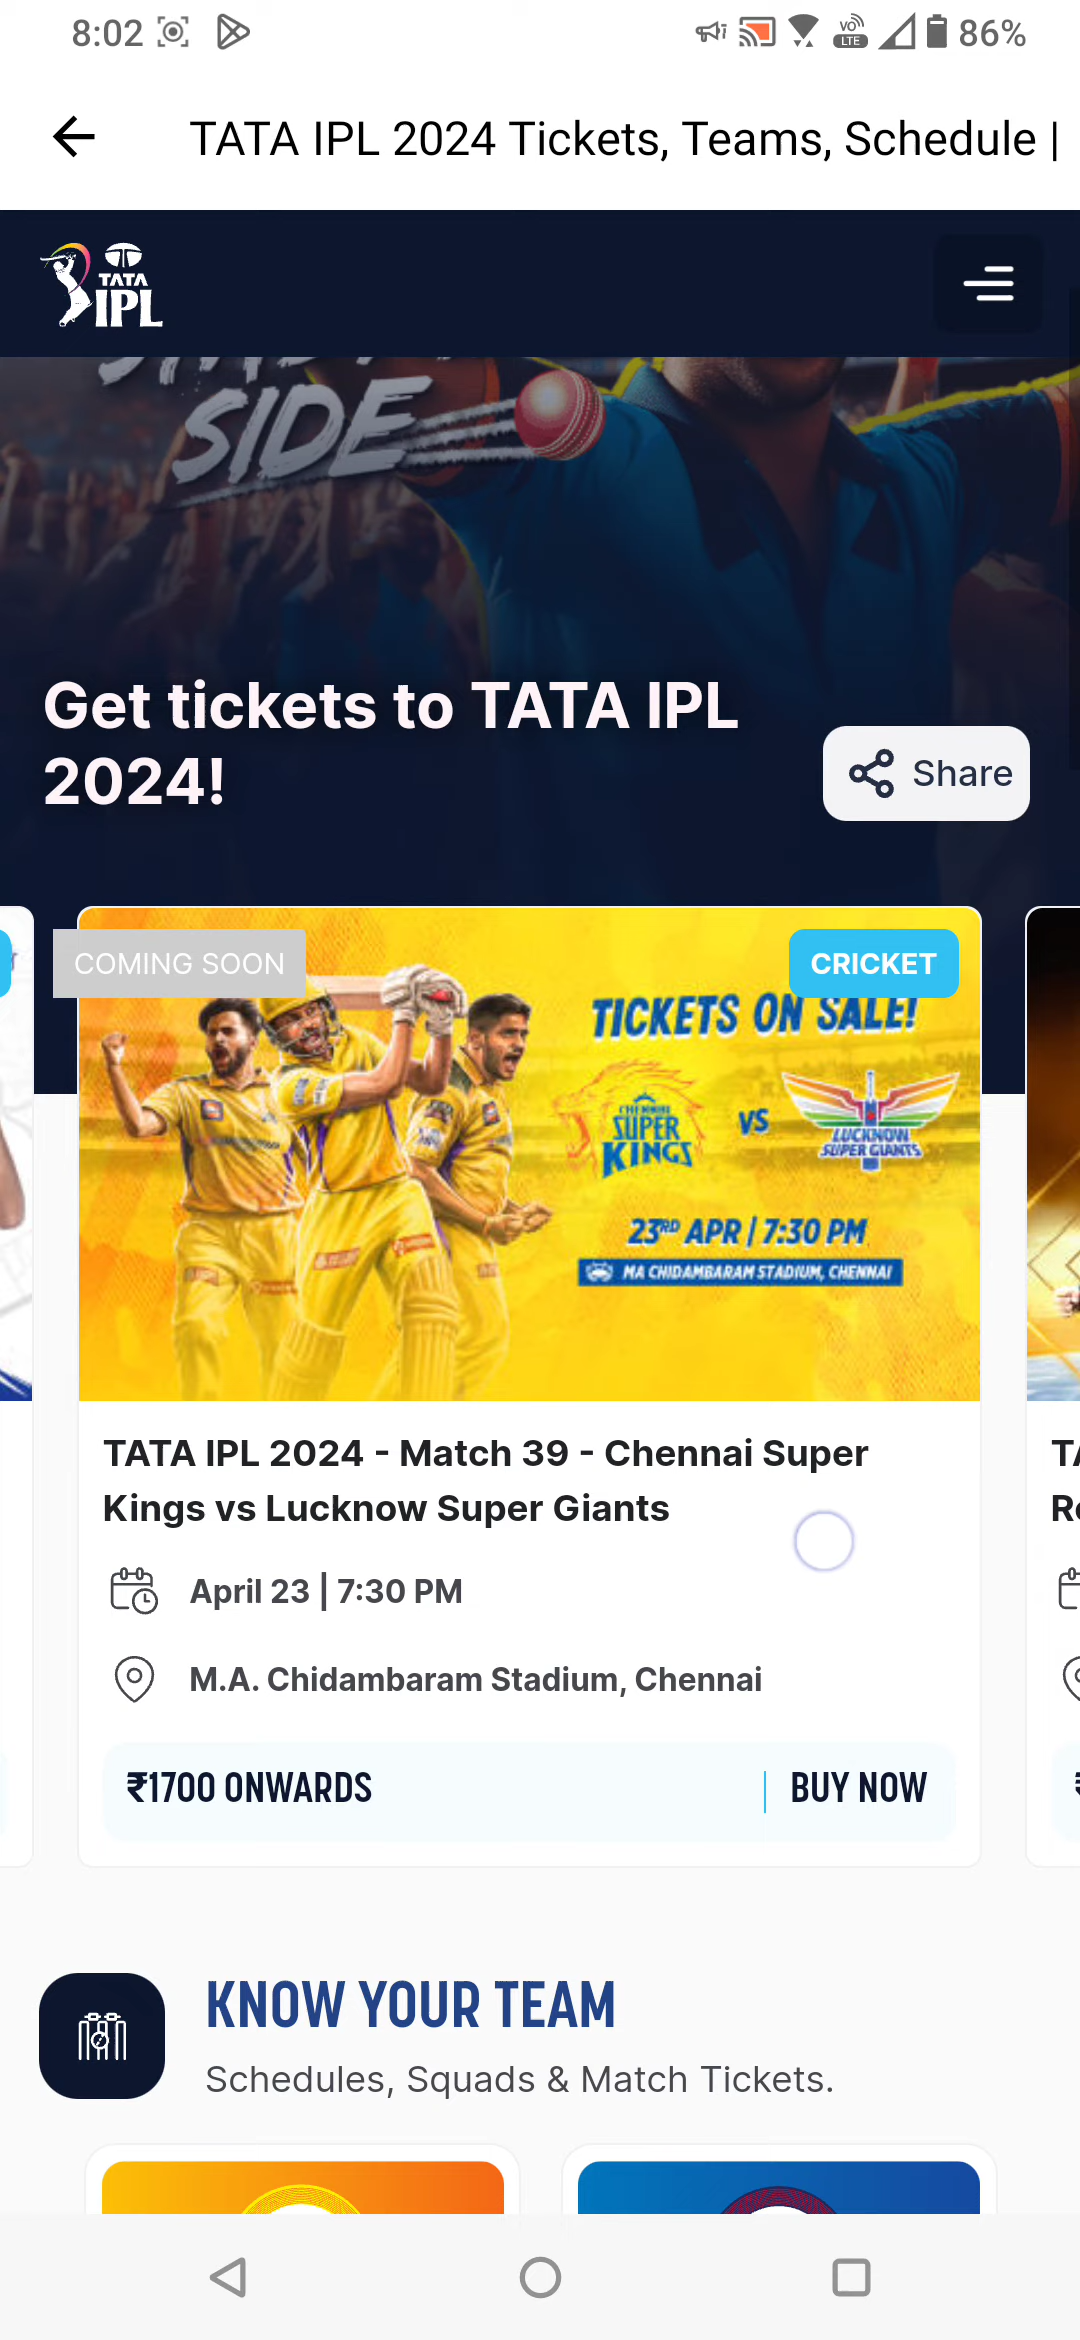 8:02
VO
LTE
86%
TATA IPL 2024 Tickets, Teams, Schedule |
TATA
IPL
SIDE
Get tickets to TATA IPL
2024!
Share
COMING SOON
CRICKET
TICKETS ON SALE!
CHENNAI
SUPER
KINGS
VS
LUCKNOW
SUPER GIANTS
23RD APR | 7:30 PM
MA CHIDAMBARAM STADIUM, CHENNAI
TATA IPL 2024 - Match 39 - Chennai Super
Kings vs Lucknow Super Giants
April 23 | 7:30 PM
M.A. Chidambaram Stadium, Chennai
₹1700 ONWARDS
BUY NOW
KNOW YOUR TEAM
Schedules, Squads & Match Tickets.